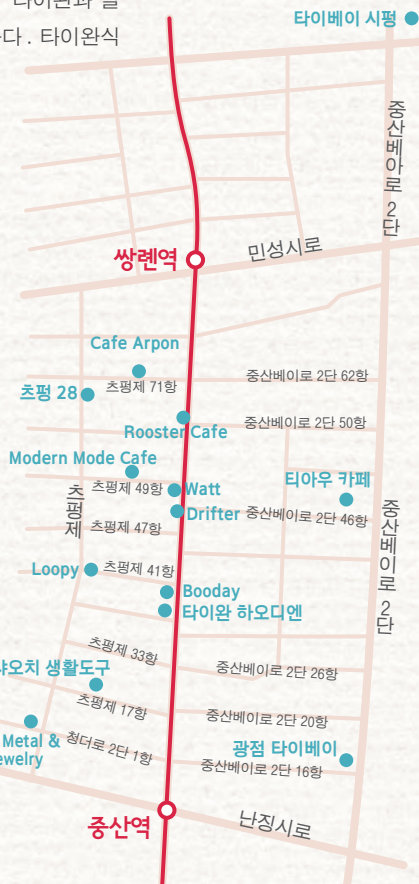 타이베이 시펑
다. 타이완식
중산베아로 2단
쌍롄역
민성시로
Cafe Arpon
츠펑제 71항
중산베이로 2단 62항
츠펑 28
중산베이로 2단 50항
Rooster Cafe
Modern Mode Cafe
티아우 카페
츠펑제
츠펑제 49항
Watt
중산베이로 2단
Drifter
중산베이로 2단 46항
츠펑제 47항
Loopy
츠펑제 41항
Booday
타이완 하오디엔
츠펑제 33항
샤오치 생활도구
중산베이로 2단 26항
츠펑제 17항
중산베이로 2단 20항
Metal &
ewelry
청더로 2단 1항
광점 타이베이
중산베이로 2단 16항
중산역
난징시로